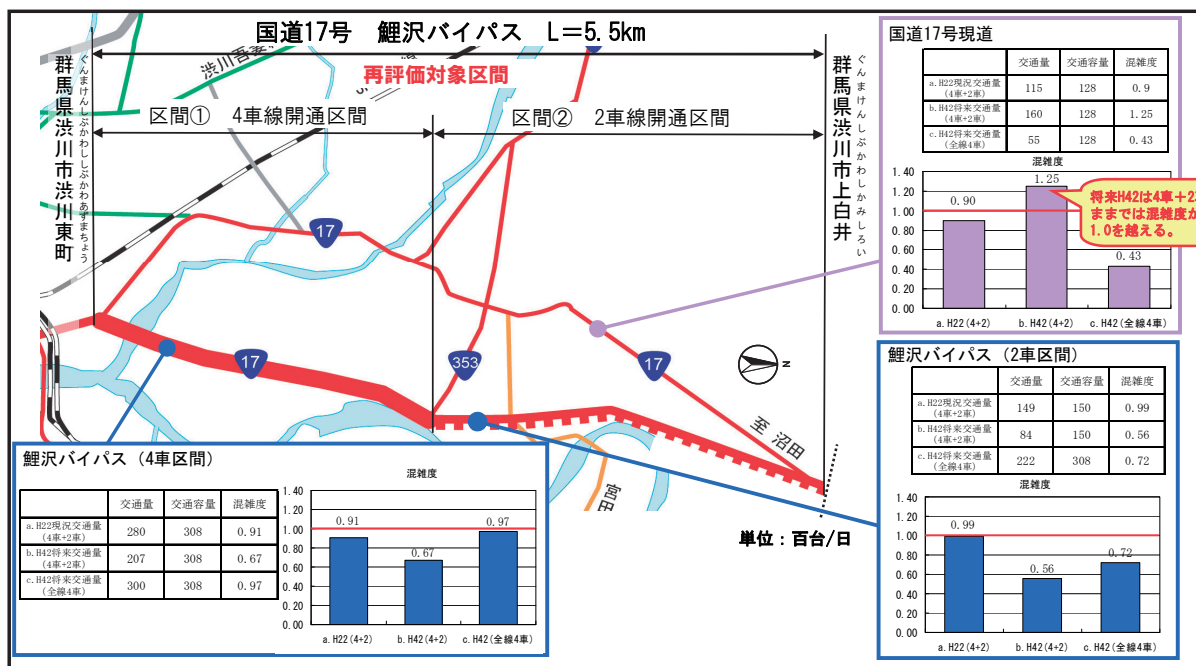 国道17号 鯉沢バイパス L=5.5km
再評価対象区間
区間① 4車線開通区間
区間② 2車線開通区間
群馬県渋川市渋川東町
ぐんまけんしぶかわししぶかわあずまちょう
群馬県渋川市上白井
ぐんまけんしぶかわしかみしろい
渋川吾妻
17
17
353
17
N
至 沼田
宮田
単位:百台/日
国道17号現道
交通量 交通容量 混雑度
a.H22現況交通量
(4車+2車) 115 128 0.9
b.H42将来交通量
(4車+2車) 160 128 1.25
c.H42将来交通量
(全線4車) 55 128 0.43
混雑度
1.40
1.20
1.00
0.80
0.60
0.40
0.20
0.00
0.90
1.25
0.43
a.H22(4+2) b.H42(4+2) c.H42(全線4車)
将来H42は4車+2
ままでは混雑度が
1.0を越える。
鯉沢バイパス(2車区間)
交通量 交通容量 混雑度
a.H22現況交通量
(4車+2車) 149 150 0.99
b.H42将来交通量
(4車+2車) 84 150 0.56
c.H42将来交通量
(全線4車) 222 308 0.72
混雑度
1.40
1.20
1.00
0.80
0.60
0.40
0.20
0.00
0.99
0.56
0.72
a.H22(4+2) b.H42(4+2) c.H42(全線4車)
鯉沢バイパス(4車区間)
交通量 交通容量 混雑度
a.H22現況交通量
(4車+2車) 280 308 0.91
b.H42将来交通量
(4車+2車) 207 308 0.67
c.H42将来交通量
(全線4車) 300 308 0.97
混雑度
1.40
1.20
1.00
0.80
0.60
0.40
0.20
0.00
0.91
0.67
0.97
a.H22(4+2) b.H42(4+2) c.H42(全線4車)